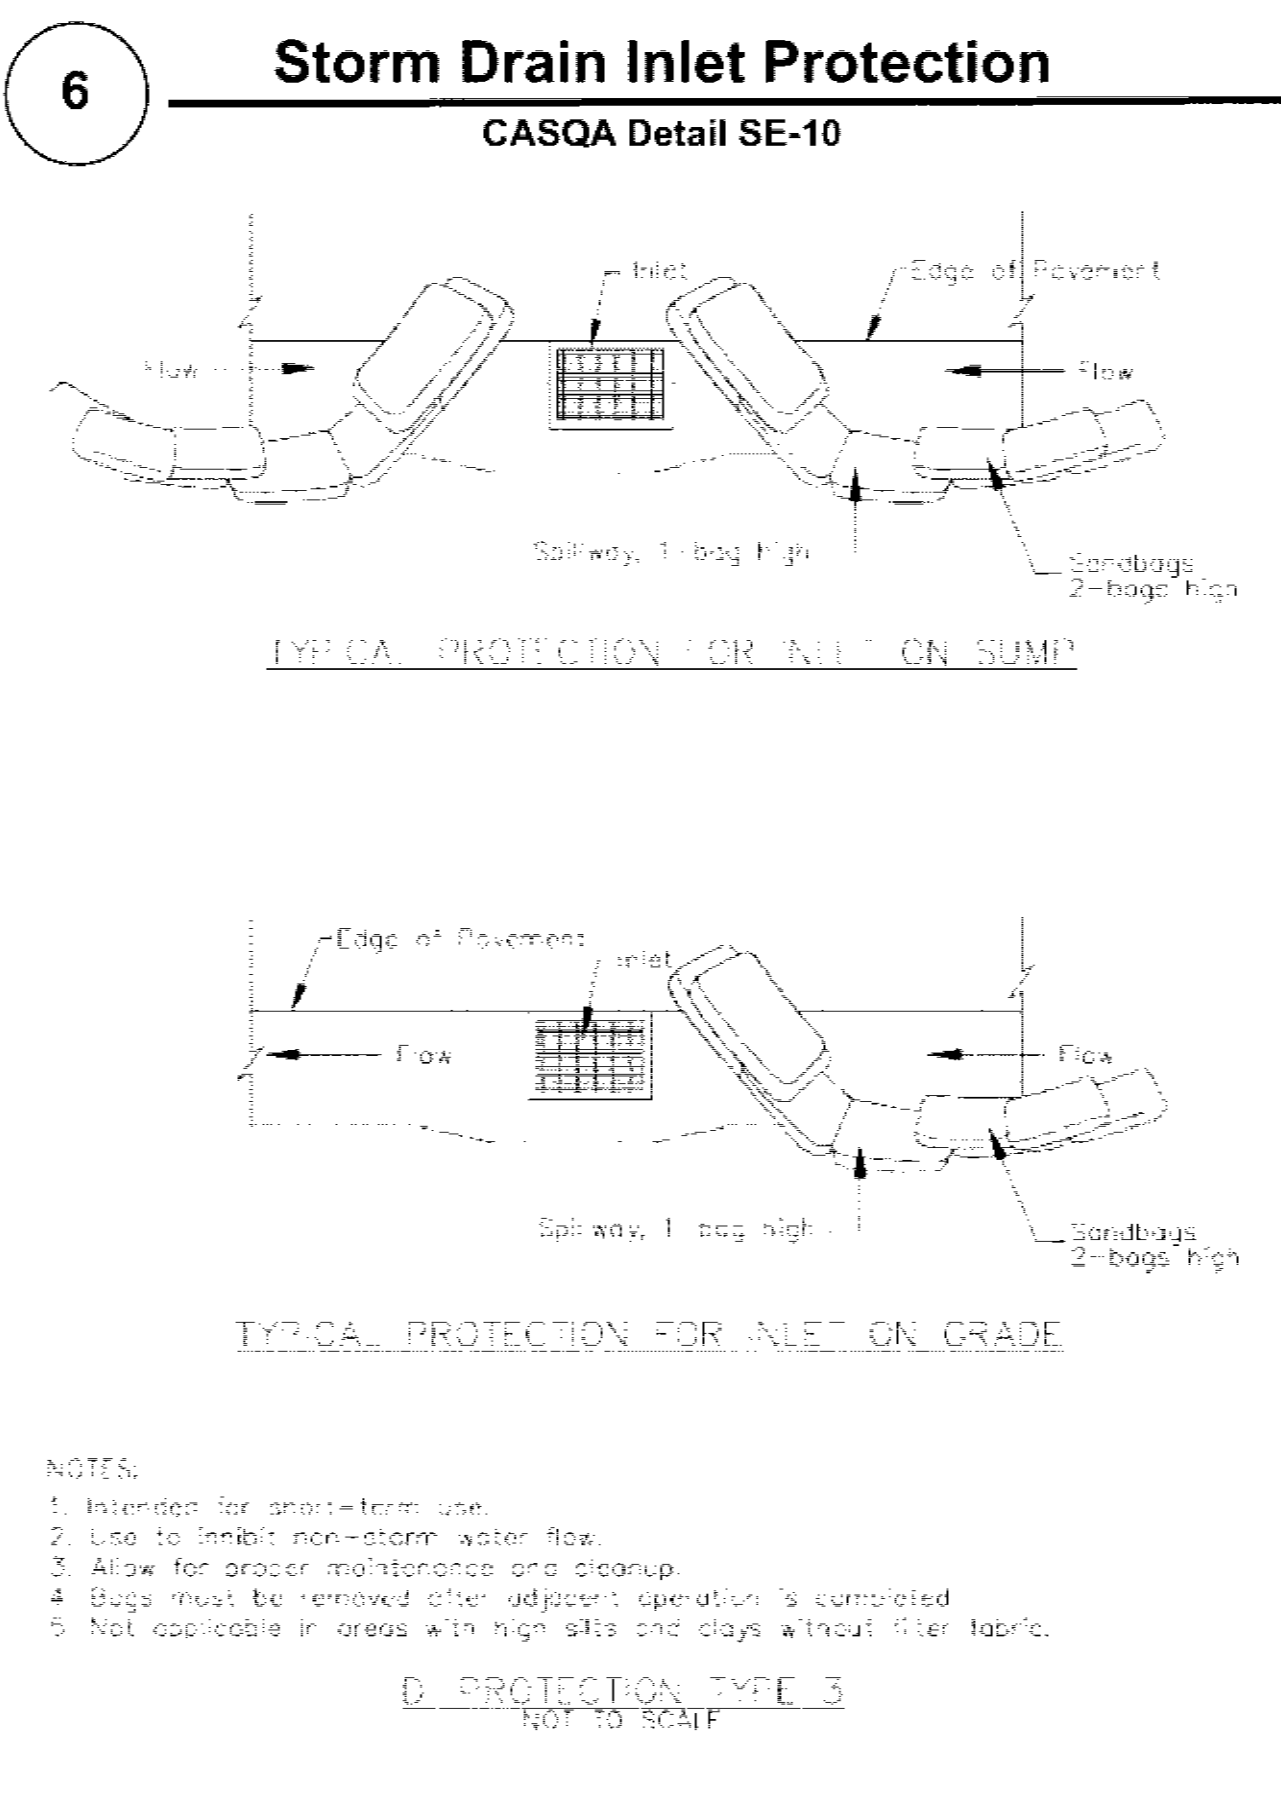 6
Storm Drain Inlet Protection
CASQA Detail SE-10
Inlet
Edge of Pavement
Flow
Flow
Spillway, 1-bag high
Sandbags
2-bags high
TYPICAL PROTECTION FOR INLET ON SUMP
Edge of Pavement
Inlet
Flow
Flow
Spillway, 1-bag high
Sandbags
2-bags high
TYPICAL PROTECTION FOR INLET ON GRADE
NOTES:
1. Intended for short-term use.
2. Use to inhibit non-storm water flow.
3. Allow for proper maintenance and cleanup.
4. Bags must be removed after adjacent operation is completed
5. Not applicable in areas with high silts and clays without filter fabric.
DI PROTECTION TYPE 3
NOT TO SCALE